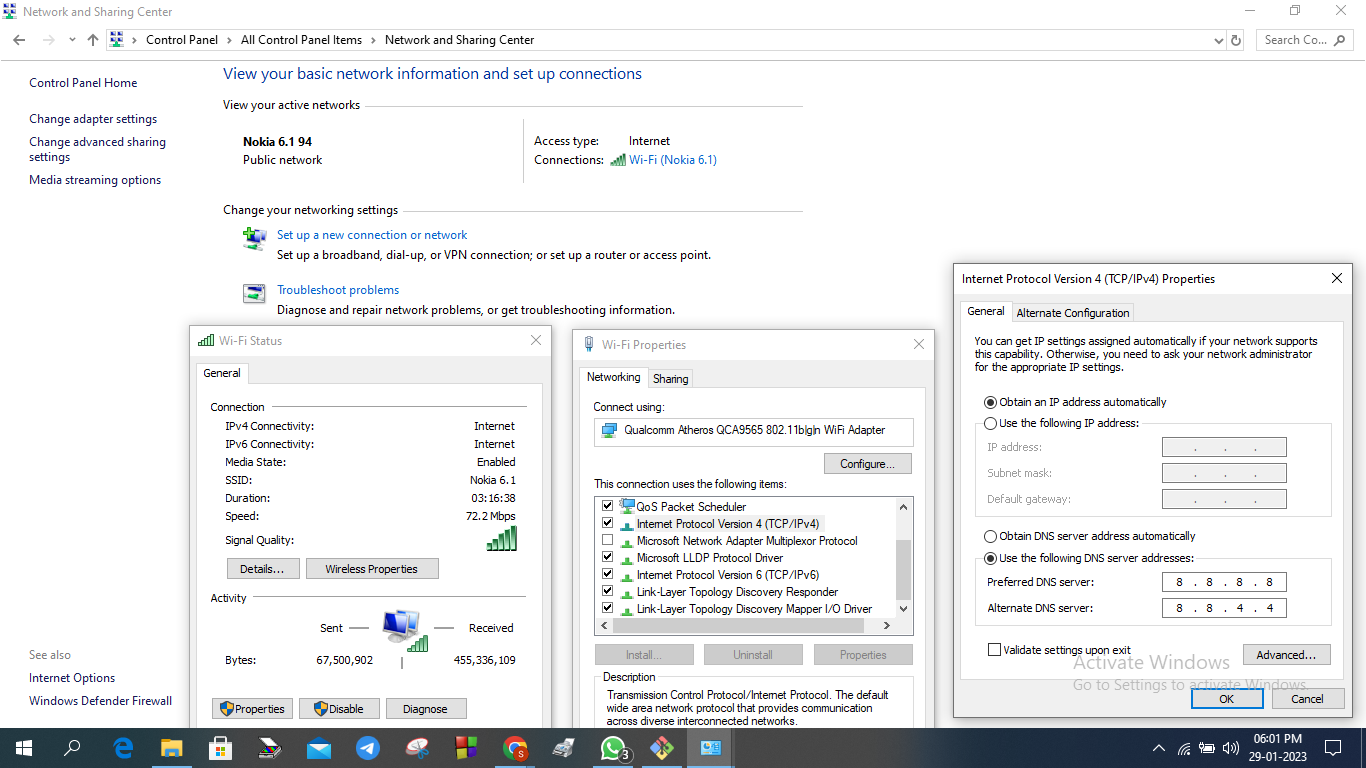 Network and Sharing Center
Control Panel
All Control Panel Items
Network and Sharing Center
Search Co...
Control Panel Home
Change adapter settings
Change advanced sharing
settings
Media streaming options
See also
Internet Options
Windows Defender Firewall
View your basic network information and set up connections
View your active networks
Nokia 6.1 94
Public network
Access type: Internet
Connections: Wi-Fi (Nokia 6.1)
Change your networking settings
Set up a new connection or network
Set up a broadband, dial-up, or VPN connection; or set up a router or access point.
Troubleshoot problems
Diagnose and repair network problems, or get troubleshooting information.
Wi-Fi Status
General
Connection
IPv4 Connectivity: Internet
IPv6 Connectivity: Internet
Media State: Enabled
SSID: Nokia 6.1
Duration: 03:16:38
Speed: 72.2 Mbps
Signal Quality:
Details...
Wireless Properties
Activity
Sent
Received
Bytes: 67,500,902 455,336,109
Properties
Disable
Diagnose
Wi-Fi Properties
Networking
Sharing
Connect using:
Qualcomm Atheros QCA9565 802.11b|g|n WiFi Adapter
Configure...
This connection uses the following items:
QoS Packet Scheduler
Internet Protocol Version 4 (TCP/IPv4)
Microsoft Network Adapter Multiplexor Protocol
Microsoft LLDP Protocol Driver
Internet Protocol Version 6 (TCP/IPv6)
Link-Layer Topology Discovery Responder
Link-Layer Topology Discovery Mapper I/O Driver
Install...
Uninstall
Properties
Description
Transmission Control Protocol/Internet Protocol. The default
wide area network protocol that provides communication
across diverse interconnected networks.
Internet Protocol Version 4 (TCP/IPv4) Properties
General
Alternate Configuration
You can get IP settings assigned automatically if your network supports
this capability. Otherwise, you need to ask your network administrator
for the appropriate IP settings.
Obtain an IP address automatically
Use the following IP address:
IP address: . . .
Subnet mask: . . .
Default gateway: . . .
Obtain DNS server address automatically
Use the following DNS server addresses:
Preferred DNS server: 8 . 8 . 8 . 8
Alternate DNS server: 8 . 8 . 4 . 4
Validate settings upon exit
Advanced...
Activate Windows
Go to Settings to activate Windows.
OK
Cancel
S
3
06:01 PM
29-01-2023